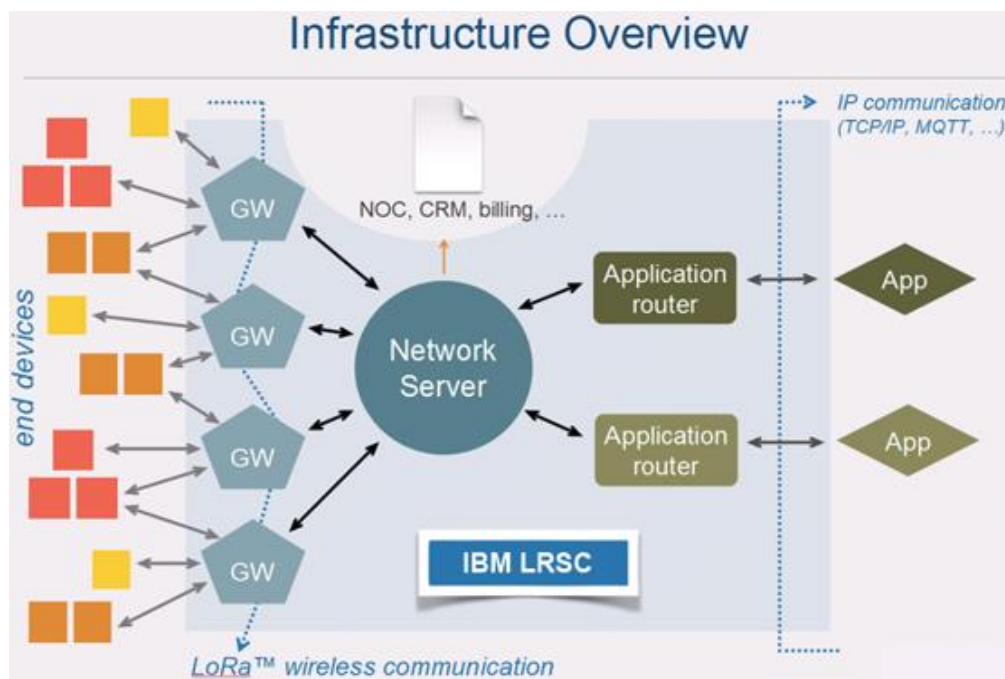 Infrastructure Overview
IP communication
(TCP/IP, MQTT, ...)
NOC, CRM, billing, ...
end devices
GW
GW
GW
GW
Network
Server
Application
router
App
Application
router
App
IBM LRSC
LoRa™ wireless communication